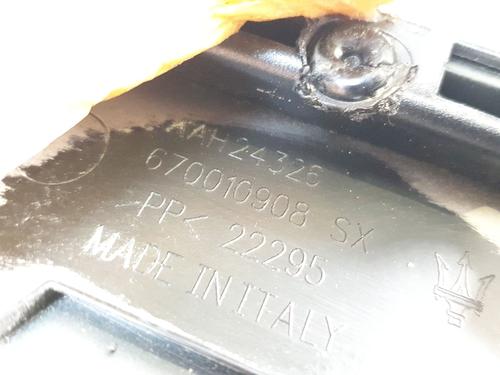 AAH24326
670010908 SX
>PP< 22295
MADE IN ITALY